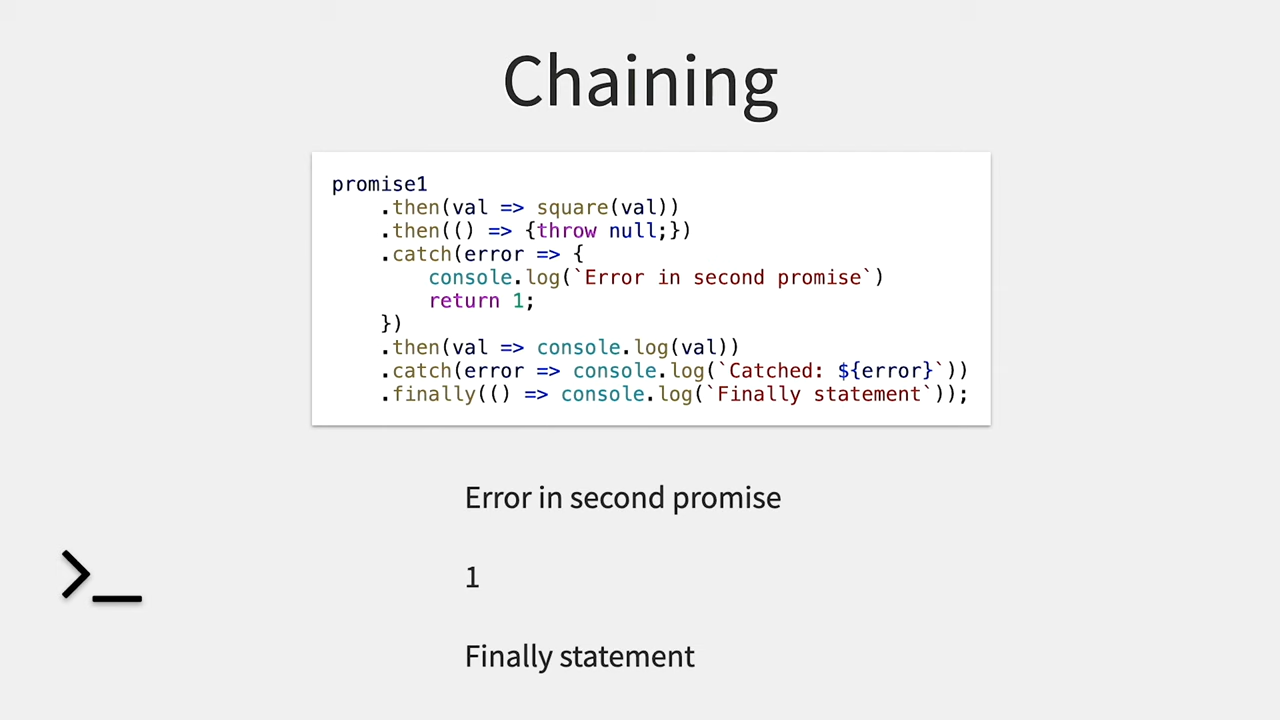 Chaining
promise1
    .then(val => square(val))
    .then(() => {throw null;})
    .catch(error => {
        console.log(`Error in second promise`)
        return 1;
    })
    .then(val => console.log(val))
    .catch(error => console.log(`Catched: ${error}`))
    .finally(() => console.log(`Finally statement`));
Error in second promise
1
>_
Finally statement